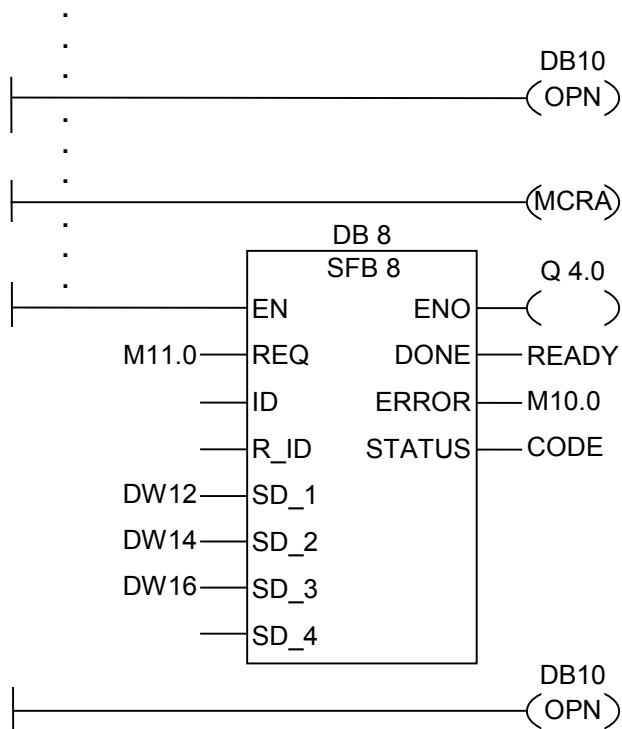 DB10
OPN
MCRA
DB 8
SFB 8
Q 4.0
EN ENO
M11.0 REQ DONE READY
ID ERROR M10.0
R_ID STATUS CODE
DW12 SD_1
DW14 SD_2
DW16 SD_3
SD_4
DB10
OPN